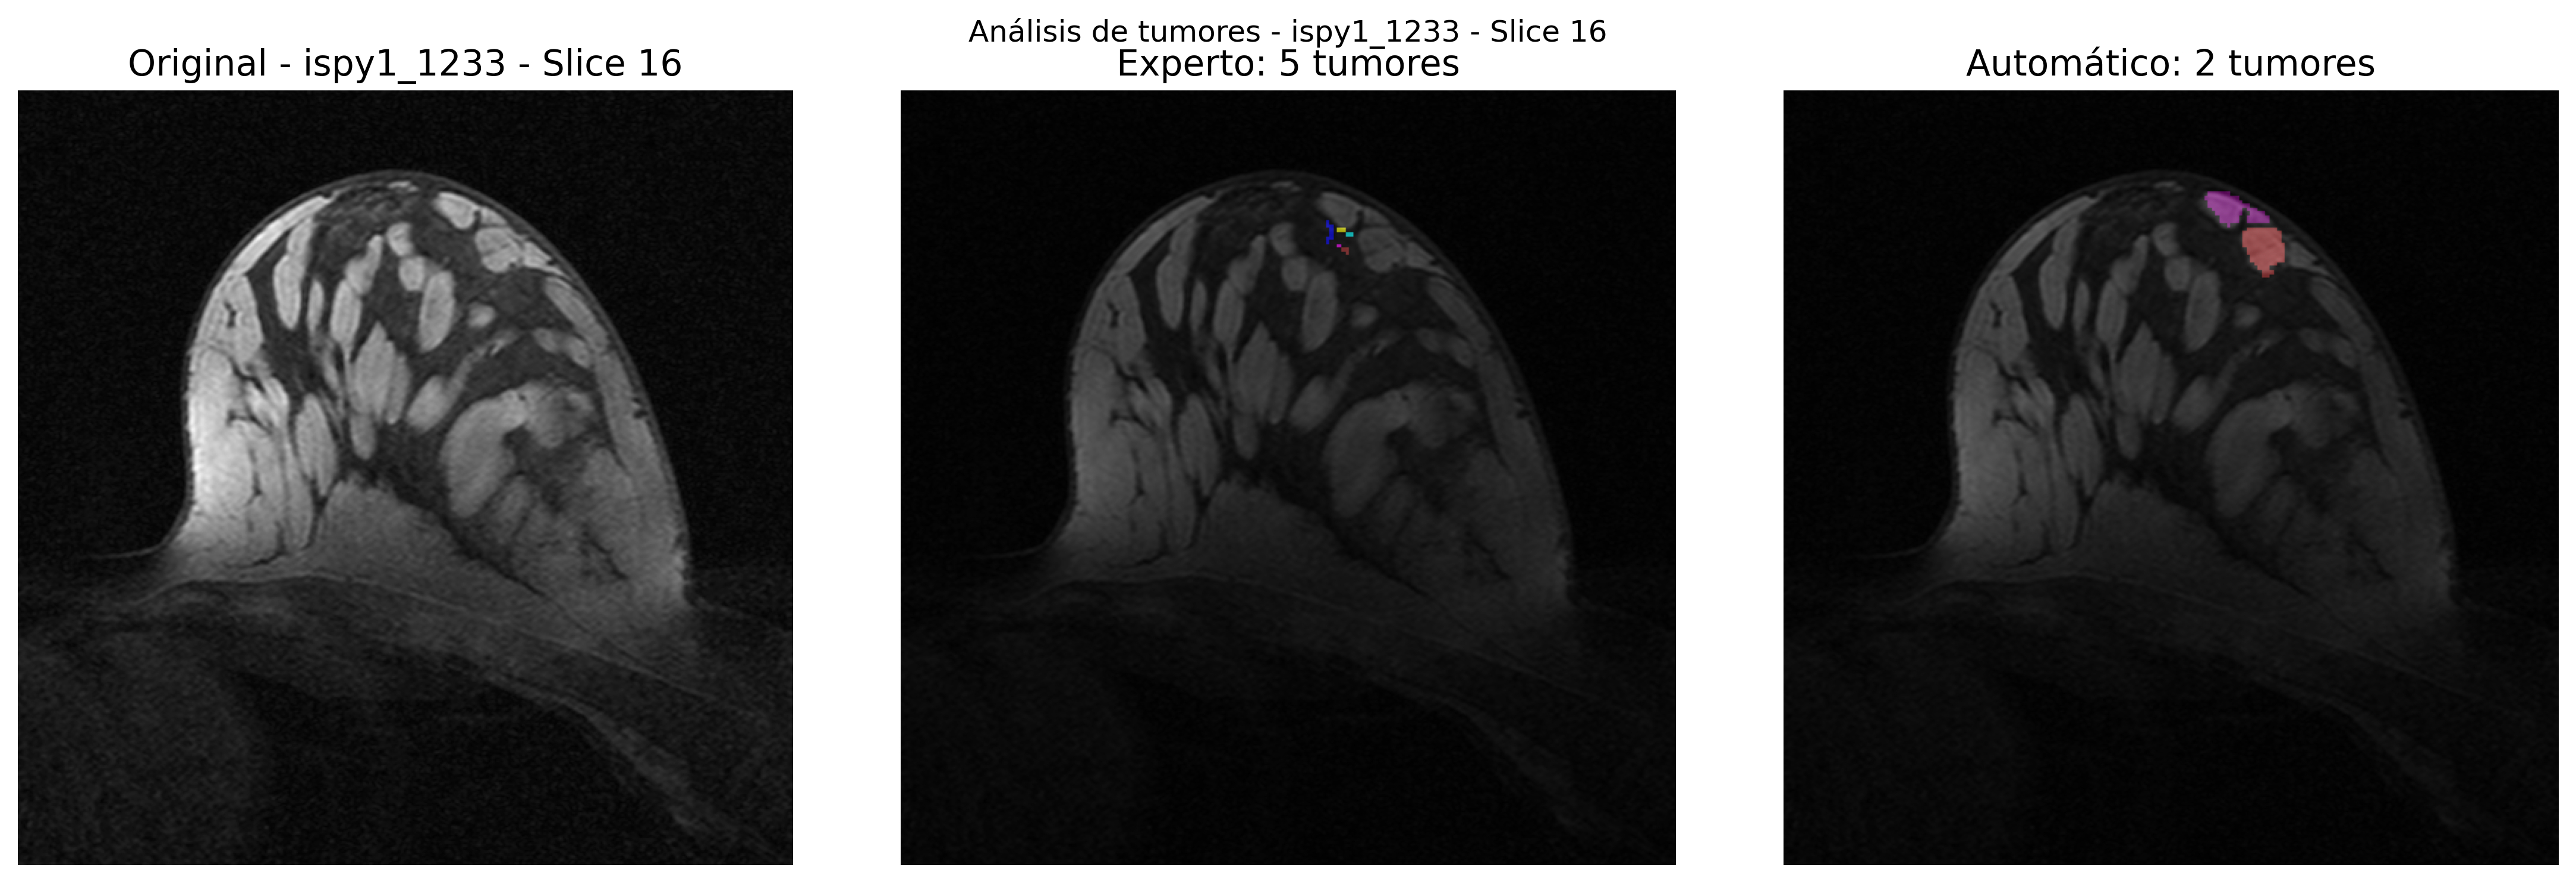 Análisis de tumores - ispy1_1233 - Slice 16
Original - ispy1_1233 - Slice 16
Experto: 5 tumores
Automático: 2 tumores